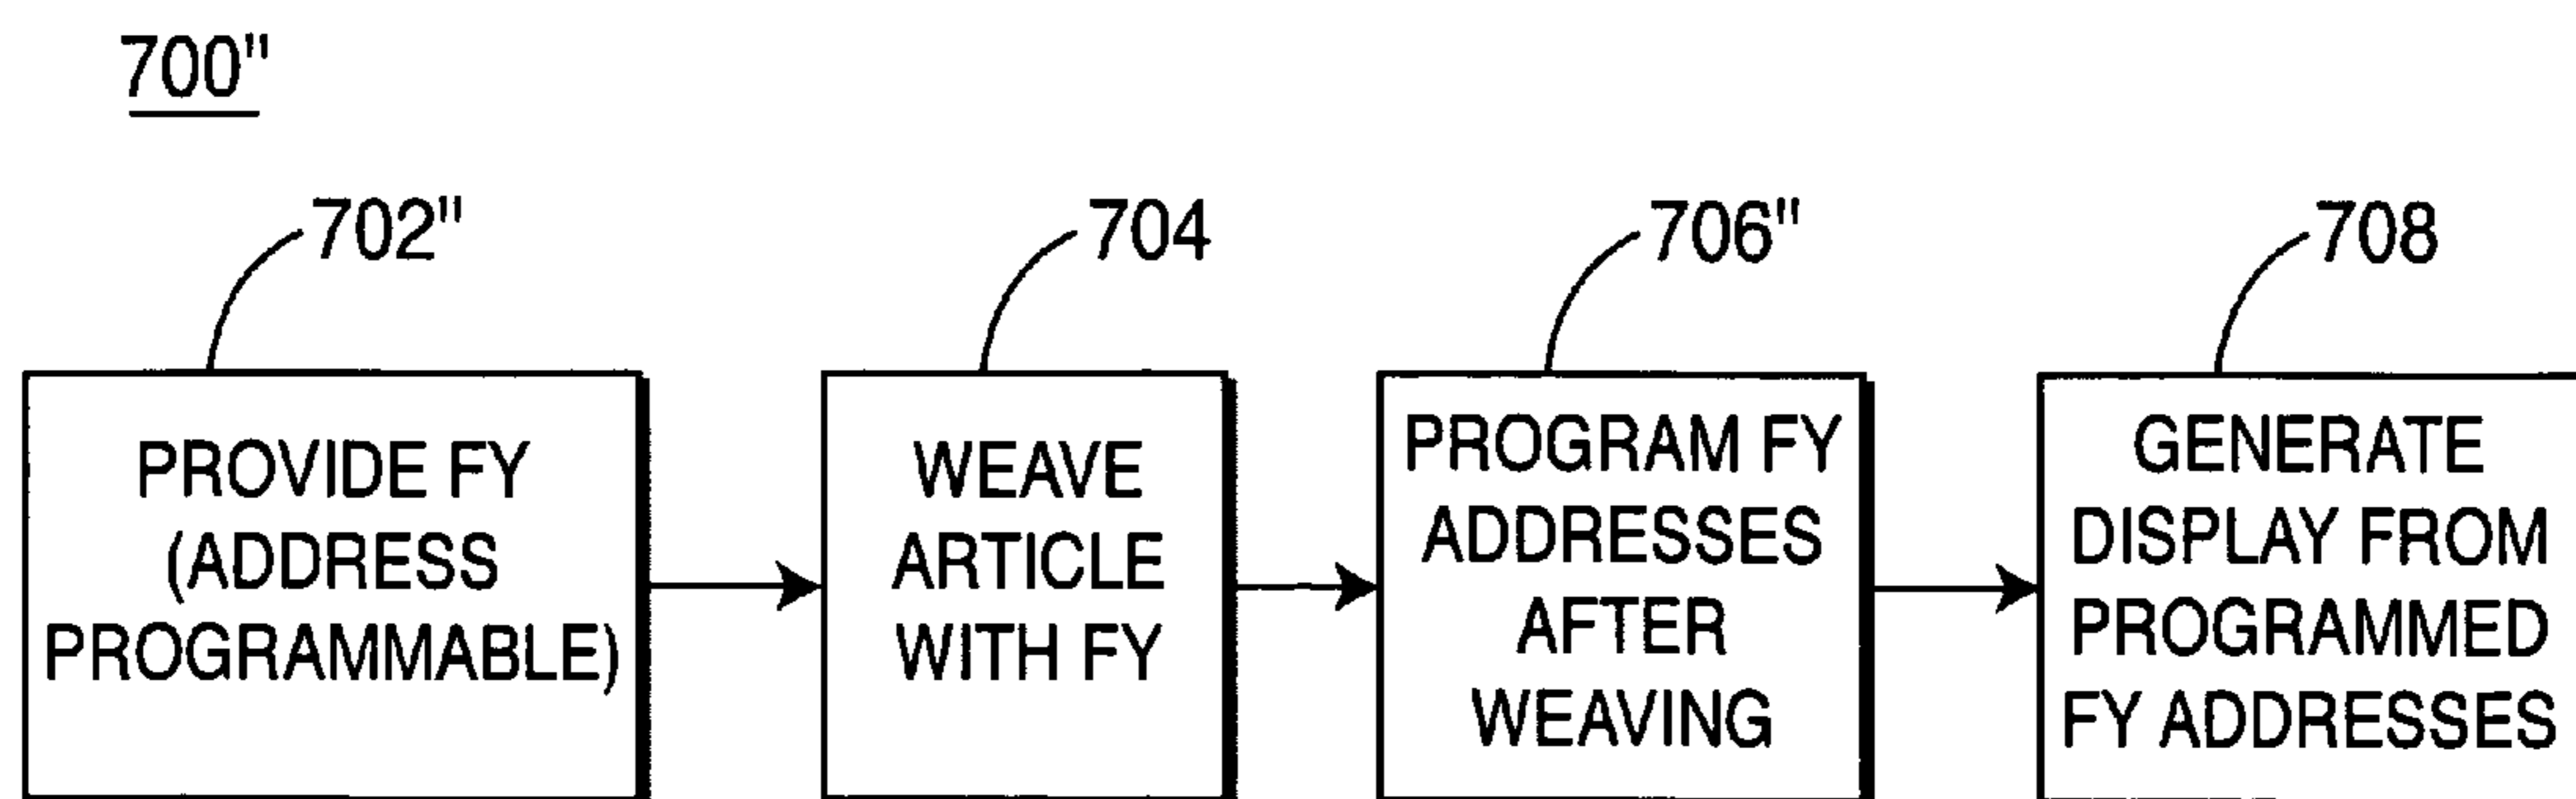 700"
702"
704
706"
708
PROVIDE FY
(ADDRESS
PROGRAMMABLE)
WEAVE
ARTICLE
WITH FY
PROGRAM FY
ADDRESSES
AFTER
WEAVING
GENERATE
DISPLAY FROM
PROGRAMMED
FY ADDRESSES